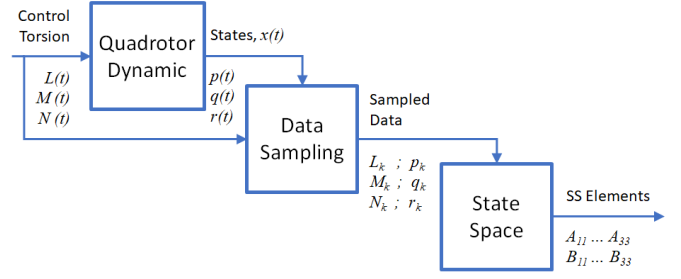 Control
Torsion
L(t)
M(t)
N(t)
Quadrotor
Dynamic
States, x(t)
p(t)
q(t)
r(t)
Data
Sampling
Sampled
Data
Lₖ ; pₖ
Mₖ ; qₖ
Nₖ ; rₖ
State
Space
SS Elements
A₁₁ ... A₃₃
B₁₁ ... B₃₃